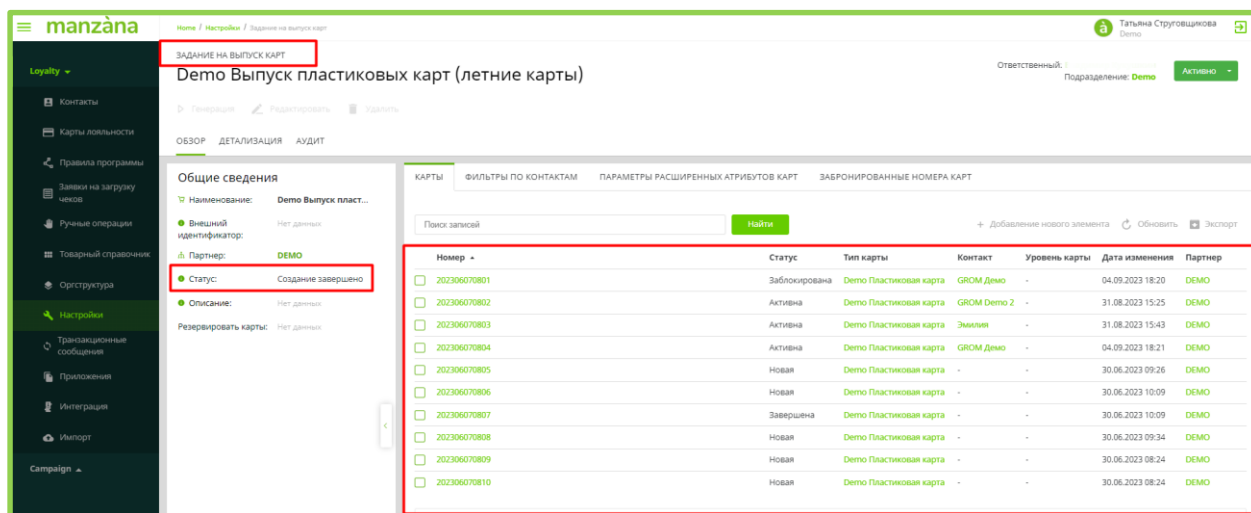 manzàna
Home / Настройки / Задание на выпуск карт
Татьяна Струговщикова
Demo
ЗАДАНИЕ НА ВЫПУСК КАРТ
Demo Выпуск пластиковых карт (летние карты)
Ответственный:
Подразделение: Demo
Активно
Генерация Редактировать Удалить
ОБЗОР ДЕТАЛИЗАЦИЯ АУДИТ
Loyalty
Контакты
Карты лояльности
Правила программы
Заявки на загрузку
чеков
Ручные операции
Товарный справочник
Оргструктура
Настройки
Транзакционные
сообщения
Приложения
Интеграция
Импорт
Campaign
Общие сведения
Наименование: Demo Выпуск пласт...
Внешний идентификатор: Нет данных
Партнер: DEMO
Статус: Создание завершено
Описание: Нет данных
Резервировать карты: Нет данных
КАРТЫ ФИЛЬТРЫ ПО КОНТАКТАМ ПАРАМЕТРЫ РАСШИРЕННЫХ АТРИБУТОВ КАРТ ЗАБРОНИРОВАННЫЕ НОМЕРА КАРТ
Поиск записей Найти + Добавление нового элемента Обновить Экспорт
Номер Статус Тип карты Контакт Уровень карты Дата изменения Партнер
202306070801 Заблокирована Demo Пластиковая карта GROM Демо - 04.09.2023 18:20 DEMO
202306070802 Активна Demo Пластиковая карта GROM Demo 2 - 31.08.2023 15:25 DEMO
202306070803 Активна Demo Пластиковая карта Эмилия - 31.08.2023 15:43 DEMO
202306070804 Активна Demo Пластиковая карта GROM Демо - 04.09.2023 18:21 DEMO
202306070805 Новая Demo Пластиковая карта - - 30.06.2023 09:26 DEMO
202306070806 Новая Demo Пластиковая карта - - 30.06.2023 10:09 DEMO
202306070807 Завершена Demo Пластиковая карта - - 30.06.2023 10:09 DEMO
202306070808 Новая Demo Пластиковая карта - - 30.06.2023 09:34 DEMO
202306070809 Новая Demo Пластиковая карта - - 30.06.2023 08:24 DEMO
202306070810 Новая Demo Пластиковая карта - - 30.06.2023 08:24 DEMO